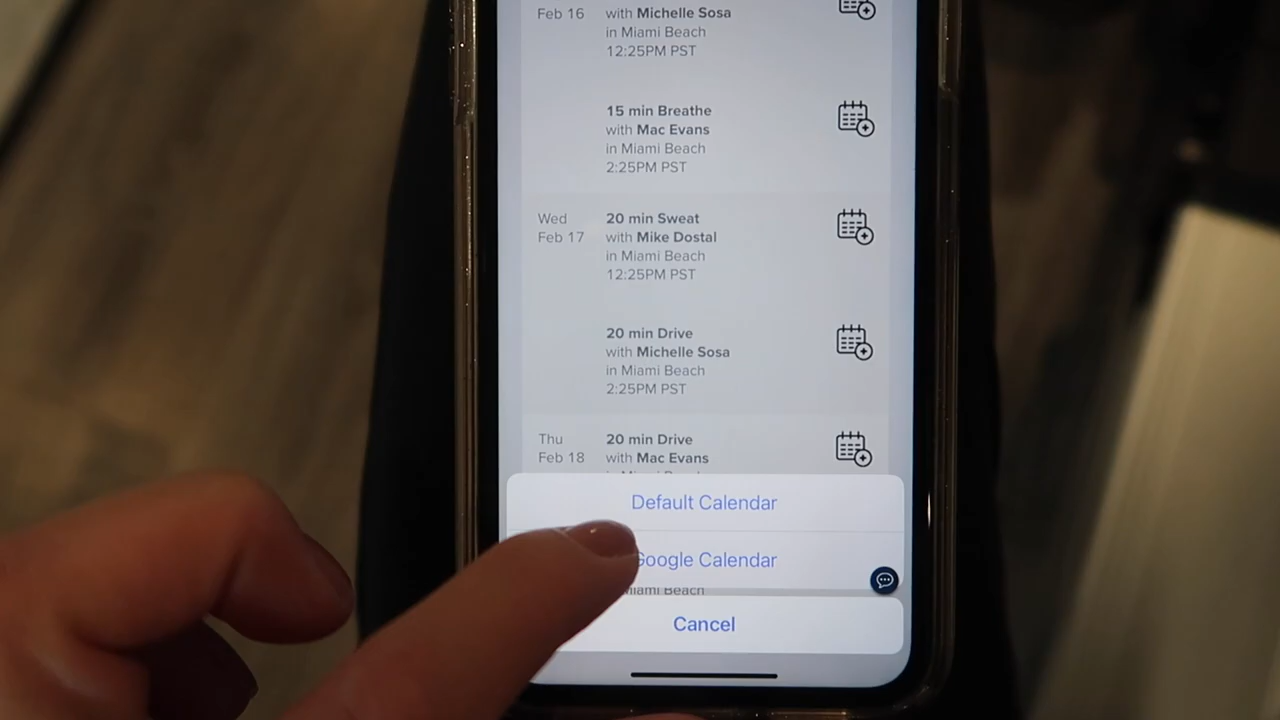 Feb 16
with Michelle Sosa
in Miami Beach
12:25PM PST
15 min Breathe
with Mac Evans
in Miami Beach
2:25PM PST
Wed
Feb 17
20 min Sweat
with Mike Dostal
in Miami Beach
12:25PM PST
20 min Drive
with Michelle Sosa
in Miami Beach
2:25PM PST
Thu
Feb 18
20 min Drive
with Mac Evans
Default Calendar
Google Calendar
Miami Beach
Cancel